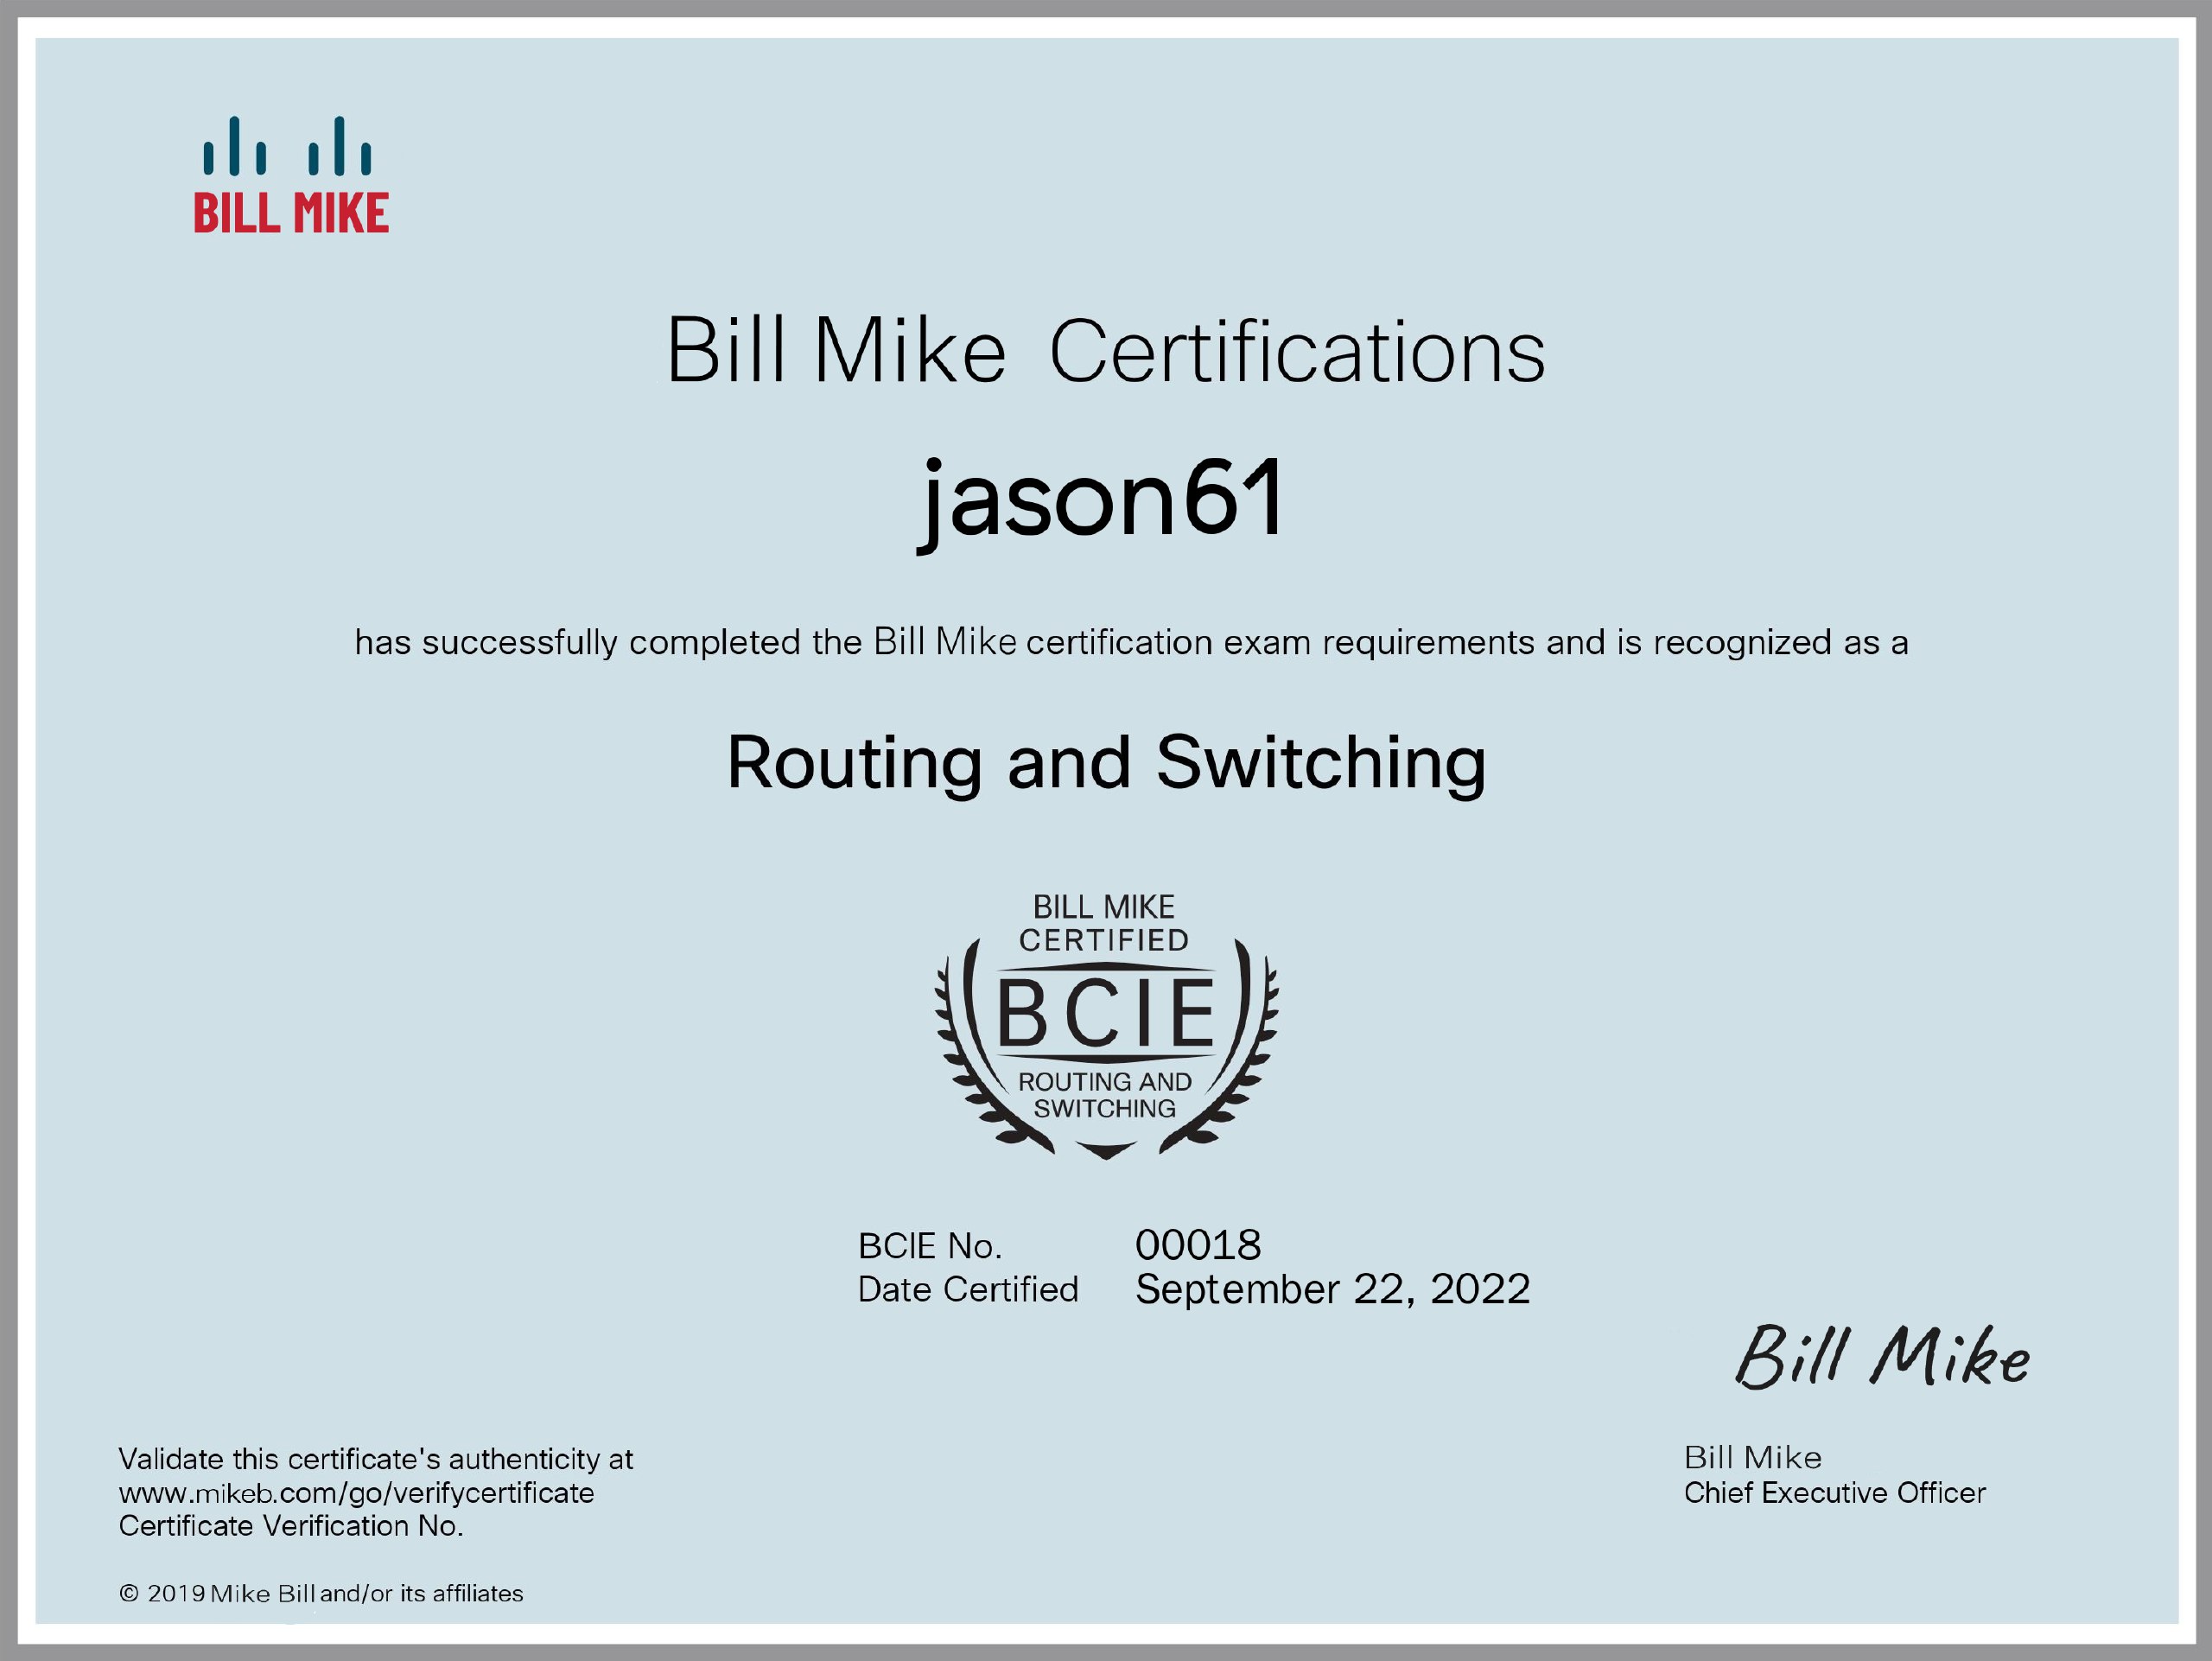 BILL MIKE
Bill Mike Certifications
jason61
has successfully completed the Bill Mike certification exam requirements and is recognized as a
Routing and Switching
BILL MIKE
CERTIFIED
BCIE
ROUTING AND
SWITCHING
BCIE No. 00018
Date Certified September 22, 2022
Bill Mike
Bill Mike
Chief Executive Officer
Validate this certificate's authenticity at
www.mikeb.com/go/verifycertificate
Certificate Verification No.
© 2019 Mike Bill and/or its affiliates